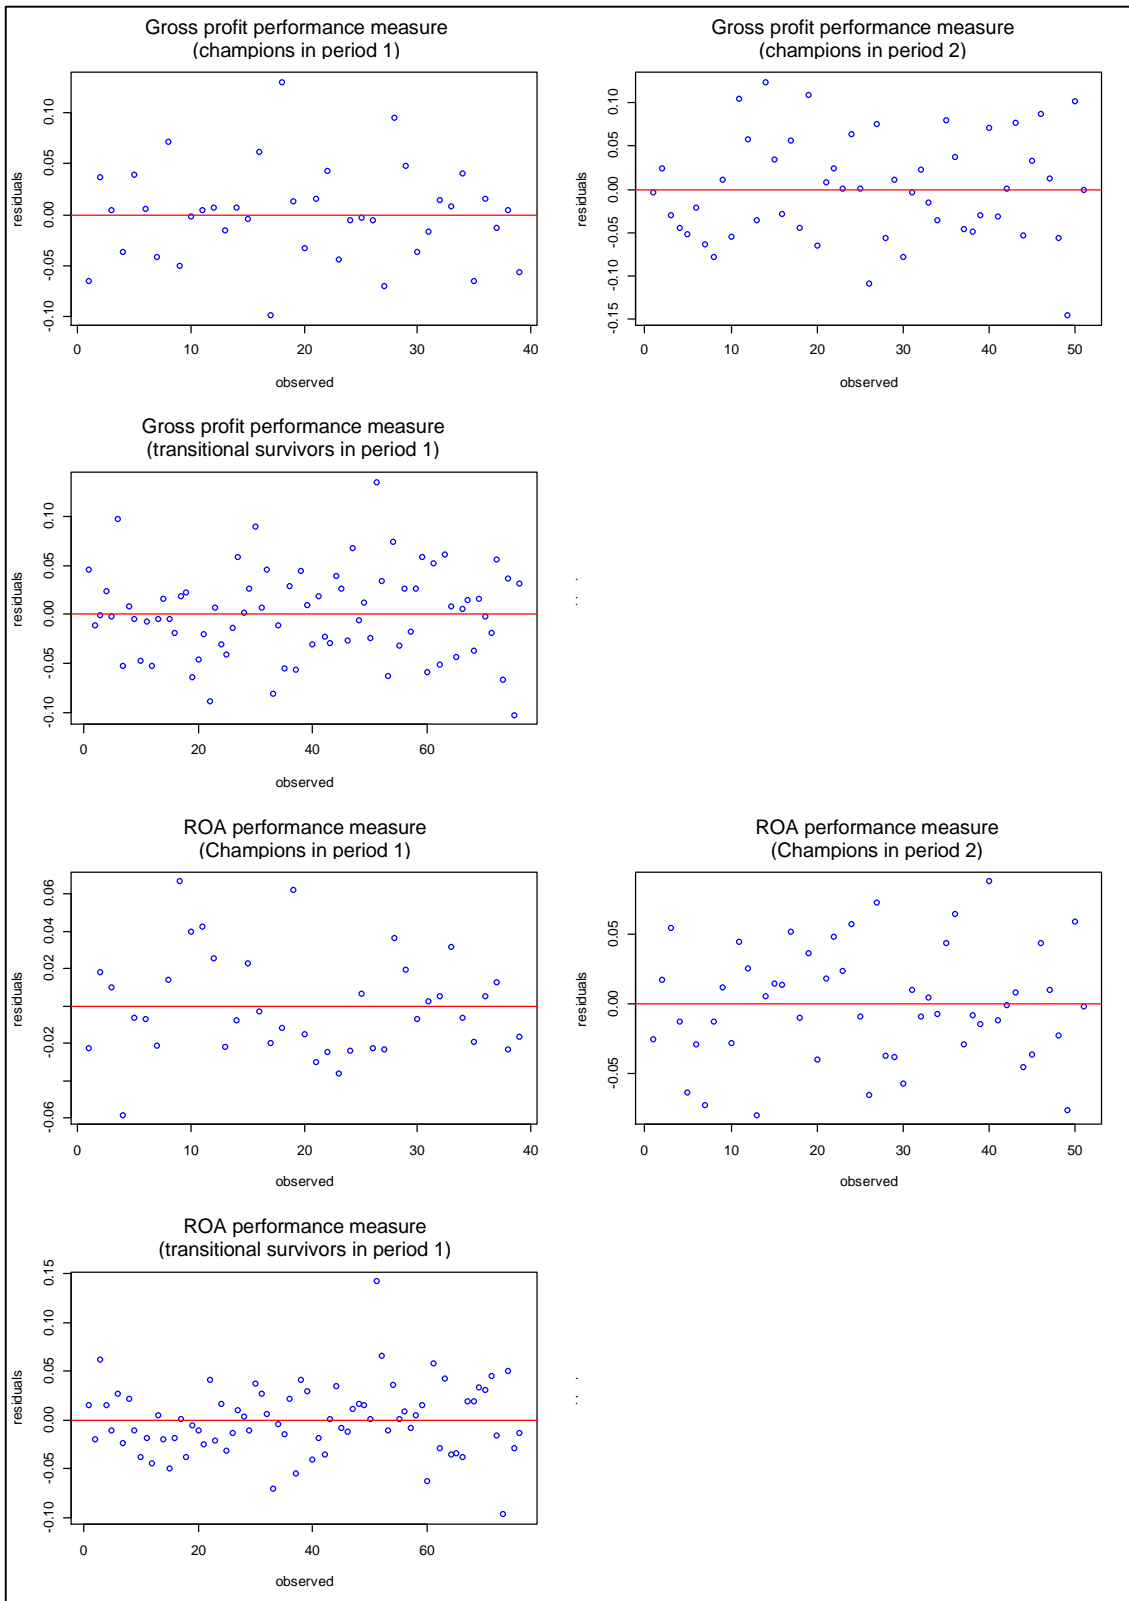 Gross profit performance measure
(champions in period 1)
residuals
0.10
0.05
0.00
-0.05
-0.10
0 10 20 30 40
observed
Gross profit performance measure
(champions in period 2)
residuals
0.10
0.05
0.00
-0.05
-0.10
-0.15
0 10 20 30 40 50
observed
Gross profit performance measure
(transitional survivors in period 1)
residuals
0.10
0.05
0.00
-0.05
-0.10
0 20 40 60
observed
ROA performance measure
(Champions in period 1)
residuals
0.06
0.04
0.02
-0.02
-0.06
0 10 20 30 40
observed
ROA performance measure
(Champions in period 2)
residuals
0.05
0.00
-0.05
0 10 20 30 40 50
observed
ROA performance measure
(transitional survivors in period 1)
residuals
0.15
0.10
0.05
0.00
-0.05
-0.10
0 20 40 60
observed